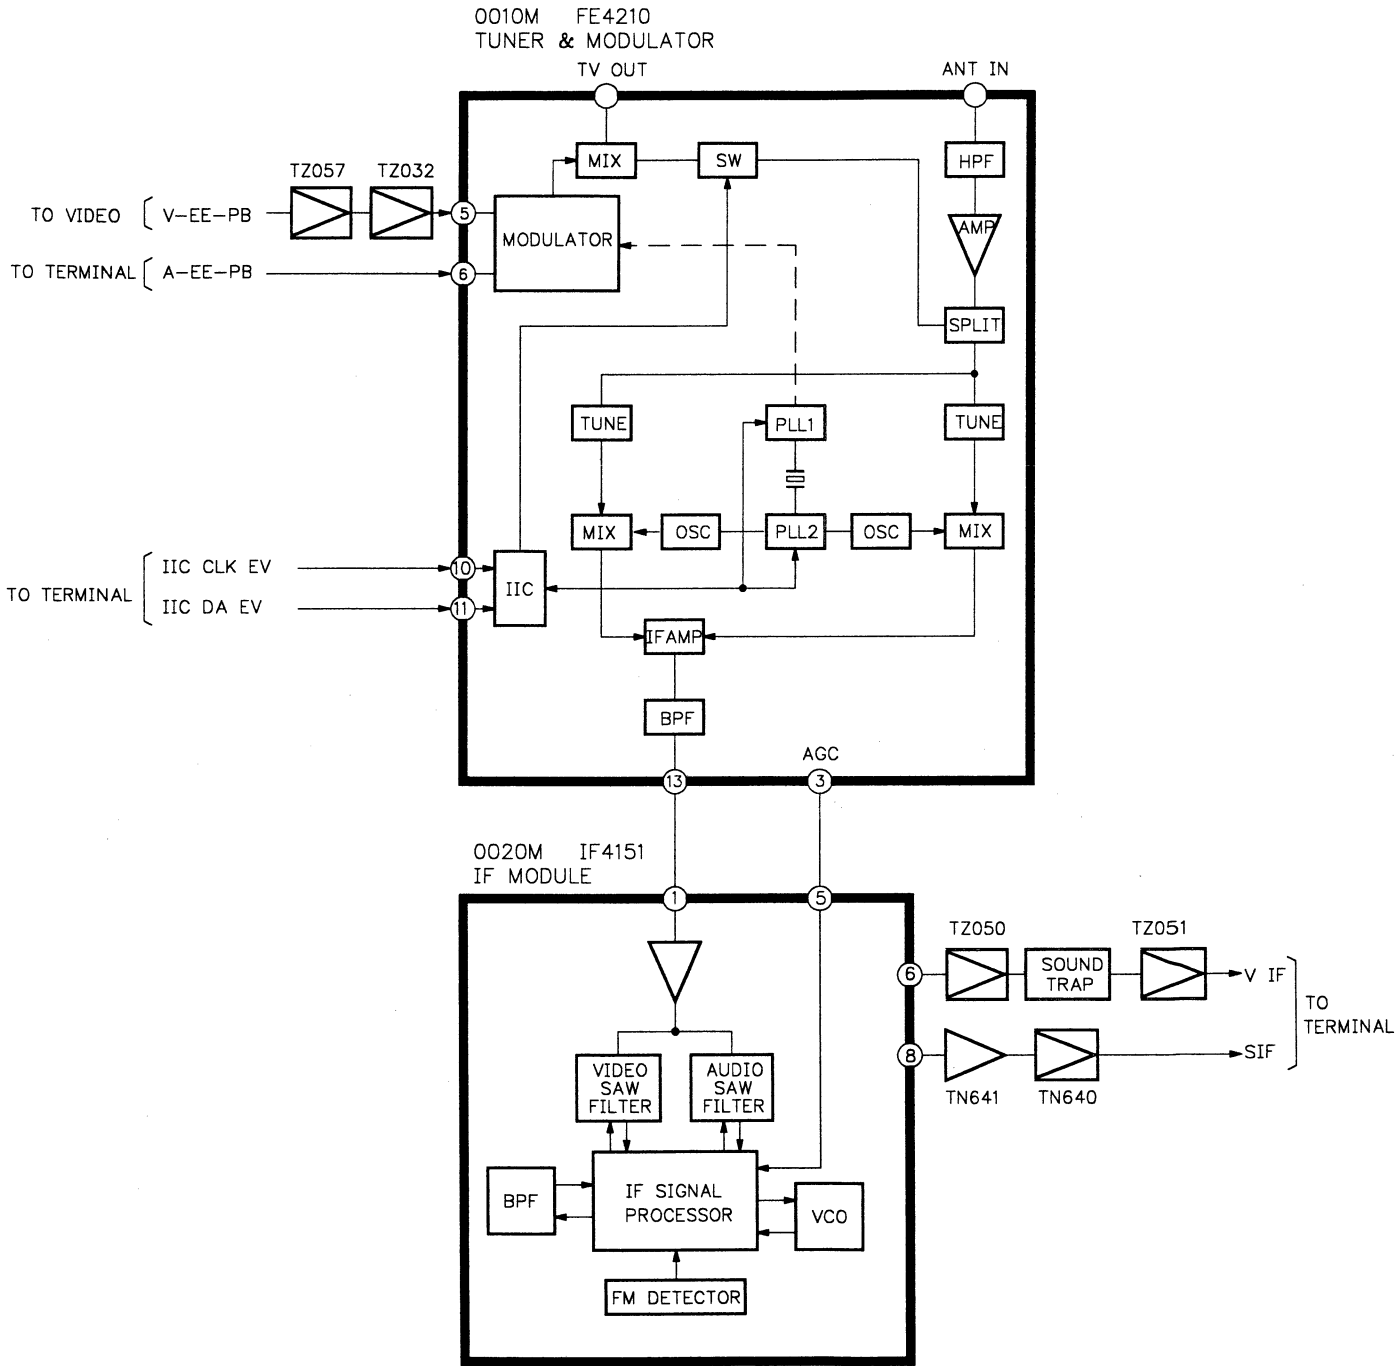 0010M FE4210
TUNER & MODULATOR
TV OUT
ANT IN
MIX
SW
HPF
TZ057
TZ032
AMP
TO VIDEO
V-EE-PB
5
MODULATOR
TO TERMINAL
A-EE-PB
6
SPLIT
TUNE
PLL1
TUNE
MIX
OSC
PLL2
OSC
MIX
TO TERMINAL
IIC CLK EV
10
IIC
IIC DA EV
11
IFAMP
BPF
AGC
13
3
0020M IF4151
IF MODULE
1
5
TZ050
TZ051
6
SOUND
TRAP
V IF
TO
TERMINAL
8
SIF
TN641
TN640
VIDEO
SAW
FILTER
AUDIO
SAW
FILTER
BPF
IF SIGNAL
PROCESSOR
VCO
FM DETECTOR